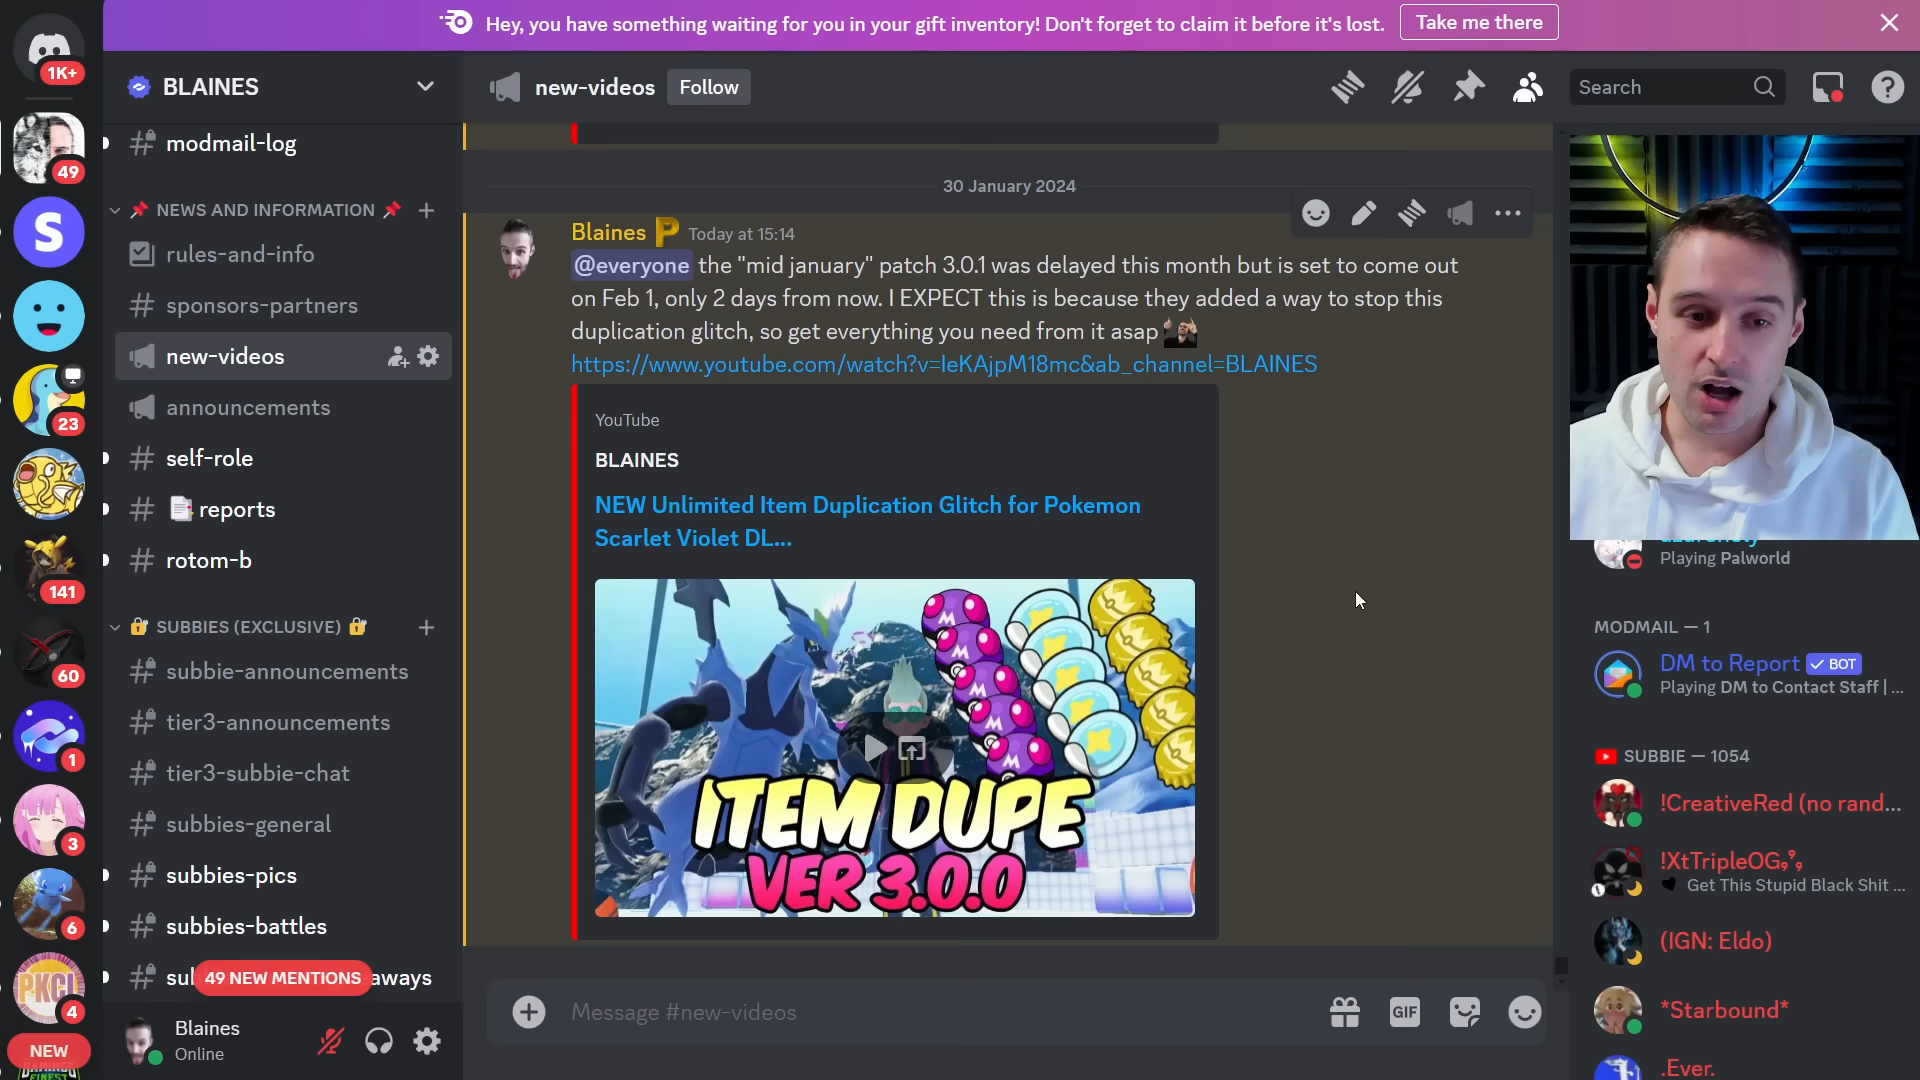 Hey, you have something waiting for you in your gift inventory! Don't forget to claim it before it's lost.
Take me there
1K+
49
S
23
141
60
1
3
6
PKCL
4
NEW
FINEST
BLAINES
modmail-log
NEWS AND INFORMATION
rules-and-info
sponsors-partners
new-videos
announcements
self-role
reports
rotom-b
SUBBIES (EXCLUSIVE)
subbie-announcements
tier3-announcements
tier3-subbie-chat
subbies-general
subbies-pics
subbies-battles
sul
49 NEW MENTIONS
aways
Blaines
Online
new-videos
Follow
Search
30 January 2024
Blaines P Today at 15:14
@everyone the "mid january" patch 3.0.1 was delayed this month but is set to come out
on Feb 1, only 2 days from now. I EXPECT this is because they added a way to stop this
duplication glitch, so get everything you need from it asap
https://www.youtube.com/watch?v=IeKAjpM18mc&ab_channel=BLAINES
YouTube
BLAINES
NEW Unlimited Item Duplication Glitch for Pokemon
Scarlet Violet DL...
M
M
M
M
M
ITEM DUPE
VER 3.0.0
Message #new-videos
GIF
Playing Palworld
MODMAIL — 1
DM to Report BOT
Playing DM to Contact Staff | ...
SUBBIE — 1054
!CreativeRed (no rand...
!XtTripleOG
Get This Stupid Black Shit ...
(IGN: Eldo)
*Starbound*
.Ever.